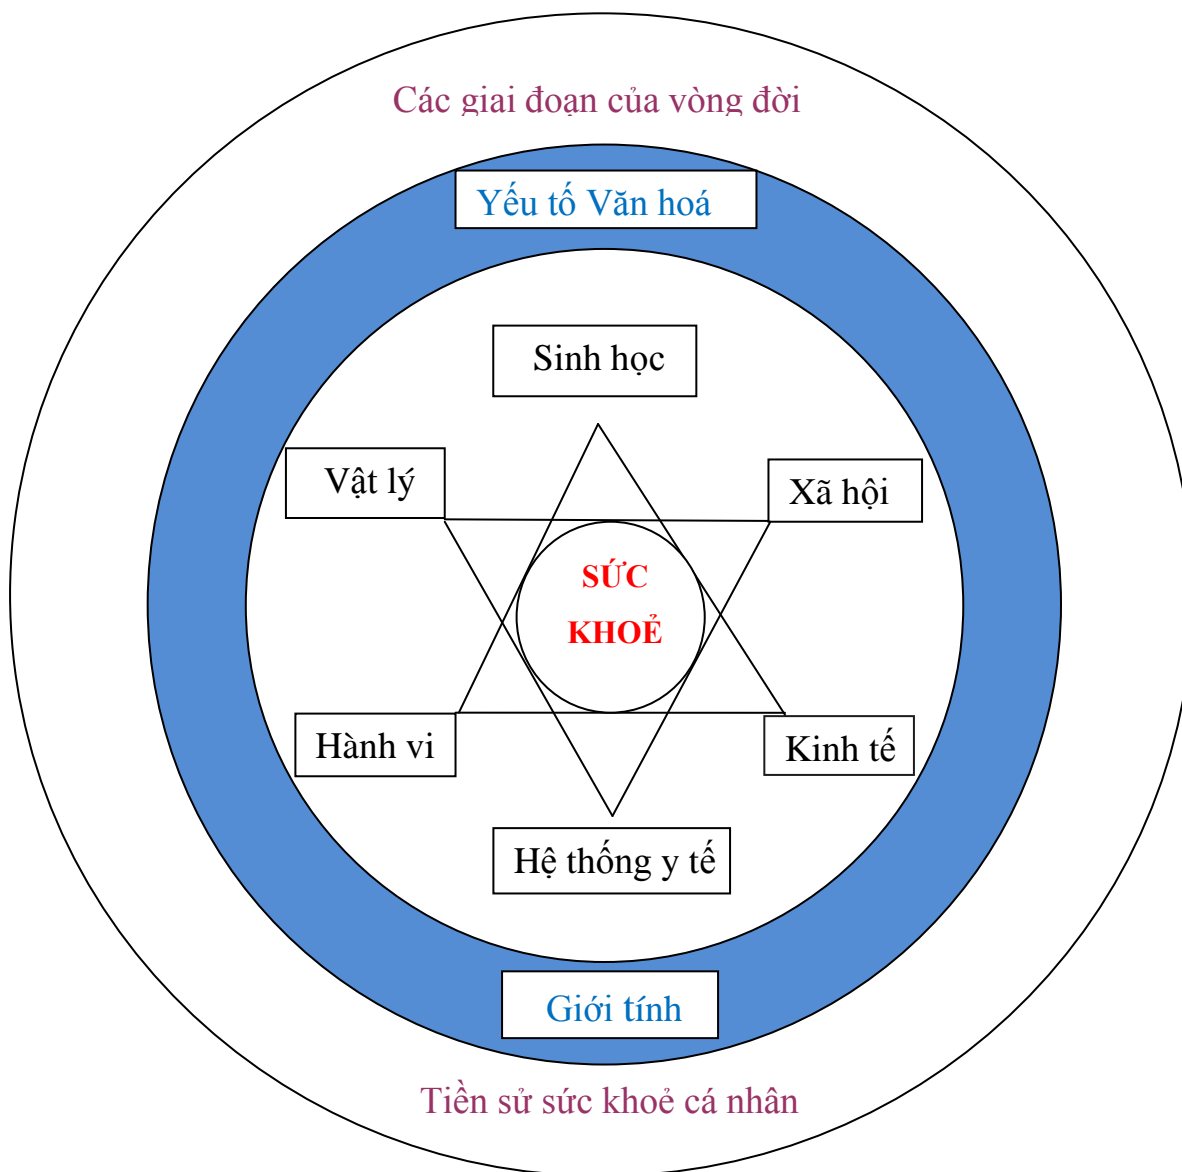 Các giai đoạn của vòng đời
Yếu tố Văn hoá
Sinh học
Vật lý
Xã hội
SỨC
KHOẺ
Hành vi
Kinh tế
Hệ thống y tế
Giới tính
Tiền sử sức khoẻ cá nhân